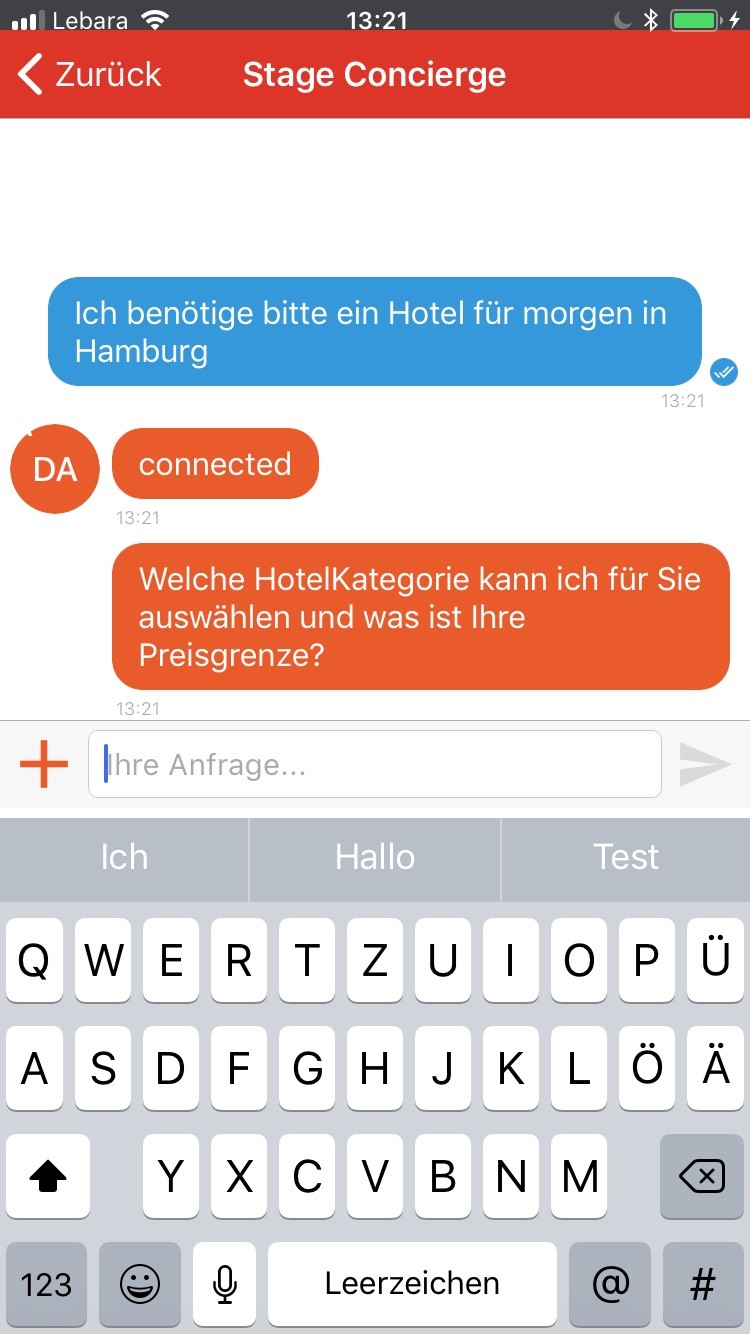 Lebara 13:21
Zurück Stage Concierge
Ich benötige bitte ein Hotel für morgen in
Hamburg
13:21
DA connected
13:21
Welche HotelKategorie kann ich für Sie
auswählen und was ist Ihre
Preisgrenze?
13:21
Ihre Anfrage...
Ich Hallo Test
Q W E R T Z U I O P Ü
A S D F G H J K L Ö Ä
Y X C V B N M
123 Leerzeichen @ #